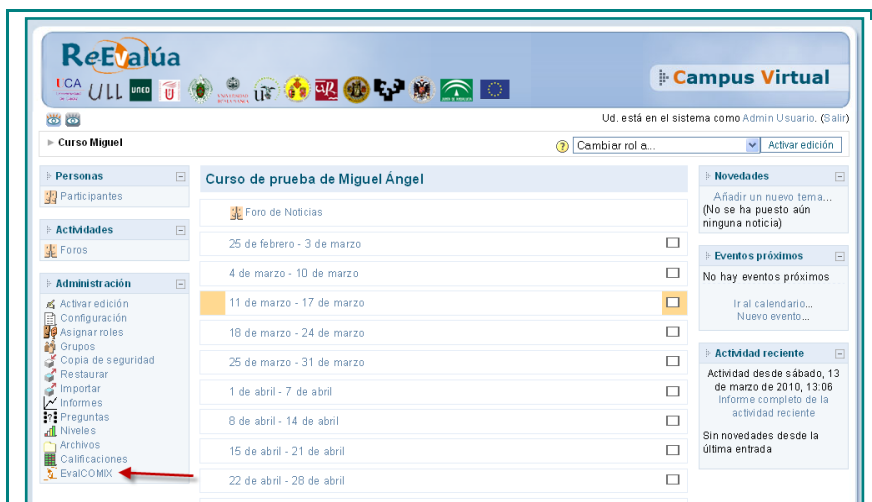 ReEvalúa
UCA ULL UNED
Campus Virtual
Ud. está en el sistema como Admin Usuario. (Salir)
Curso Miguel
Cambiar rol a...
Activar edición
Personas
Participantes
Actividades
Foros
Administración
Activar edición
Configuración
Asignar roles
Grupos
Copia de seguridad
Restaurar
Importar
Informes
Preguntas
Niveles
Archivos
Calificaciones
EvalCOMIX
Curso de prueba de Miguel Ángel
Foro de Noticias
25 de febrero - 3 de marzo
4 de marzo - 10 de marzo
11 de marzo - 17 de marzo
18 de marzo - 24 de marzo
25 de marzo - 31 de marzo
1 de abril - 7 de abril
8 de abril - 14 de abril
15 de abril - 21 de abril
22 de abril - 28 de abril
Novedades
Añadir un nuevo tema...
(No se ha puesto aún
ninguna noticia)
Eventos próximos
No hay eventos próximos
Ir al calendario...
Nuevo evento...
Actividad reciente
Actividad desde sábado, 13
de marzo de 2010, 13:06
Informe completo de la
actividad reciente
Sin novedades desde la
última entrada